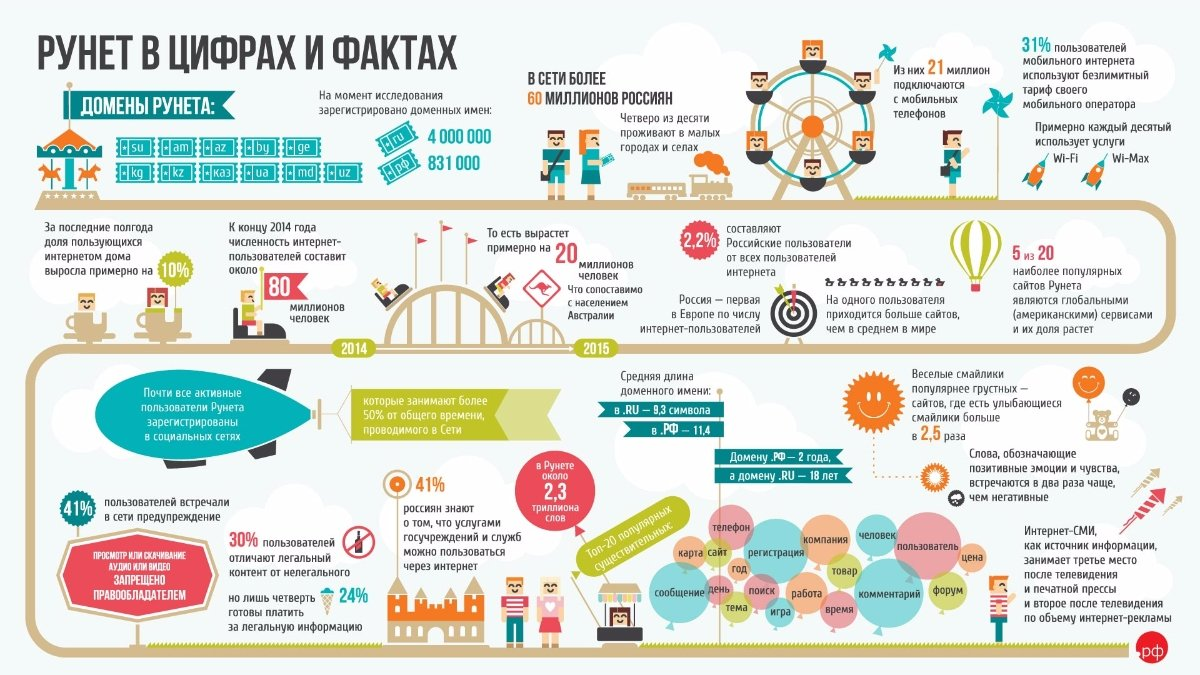 РУНЕТ В ЦИФРАХ И ФАКТАХ
ДОМЕНЫ РУНЕТА:
su
am
az
by
ge
kg
kz
каз
ua
md
uz
На момент исследования
зарегистрировано доменных имен:
ru
4 000 000
рф
831 000
В СЕТИ БОЛЕЕ
60 МИЛЛИОНОВ РОССИЯН
Четверо из десяти
проживают в малых
городах и селах
Из них 21 миллион
подключаются
с мобильных
телефонов
31% пользователей
мобильного интернета
используют безлимитный
тариф своего
мобильного оператора
Примерно каждый десятый
использует услуги
Wi-Fi
Wi-Max
За последние полгода
доля пользующихся
интернетом дома
выросла примерно на
10%
К концу 2014 года
численность интернет-
пользователей составит
около
80
миллионов
человек
То есть вырастет
примерно на 20
миллионов
человек
Что сопоставимо
с населением
Австралии
2014
2015
2,2%
составляют
Российские пользователи
от всех пользователей
интернета
Россия — первая
в Европе по числу
интернет-пользователей
На одного пользователя
приходится больше сайтов,
чем в среднем в мире
5 из 20
наиболее популярных
сайтов Рунета
являются глобальными
(американскими) сервисами
и их доля растет
Почти все активные
пользователи Рунета
зарегистрированы
в социальных сетях
которые занимают более
50% от общего времени,
проводимого в Сети
Средняя длина
доменного имени:
в .RU — 9,3 символа
в .РФ — 11,4
Домену .РФ — 2 года,
а домену .RU — 18 лет
Веселые смайлики
популярнее грустных —
сайтов, где есть улыбающиеся
смайлики больше
в 2,5 раза
Слова, обозначающие
позитивные эмоции и чувства,
встречаются в два раза чаще,
чем негативные
41%
пользователей встречали
в сети предупреждение
ПРОСМОТР ИЛИ СКАЧИВАНИЕ
АУДИО ИЛИ ВИДЕО
ЗАПРЕЩЕНО
ПРАВООБЛАДАТЕЛЕМ
30% пользователей
отличают легальный
контент от нелегального
но лишь четверть
готовы платить
за легальную информацию
24%
41%
россиян знают
о том, что услугами
госучреждений и служб
можно пользоваться
через интернет
в Рунете
около
2,3
триллиона
слов
Топ-20 популярных
существительных:
телефон
карта
сайт
год
регистрация
компания
человек
пользователь
цена
товар
сообщение
день
поиск
работа
комментарий
форум
тема
игра
время
Интернет-СМИ,
как источник информации,
занимает третье место
после телевидения
и печатной прессы
и второе после телевидения
по объему интернет-рекламы
.рф